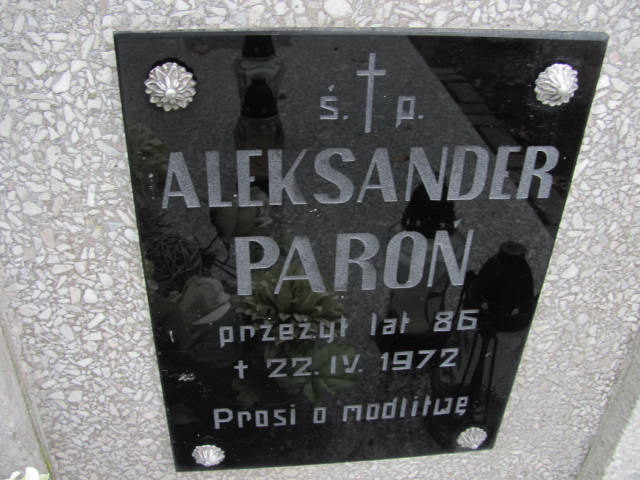 ś. † p.
ALEKSANDER
PARON
przeżył lat 86
† 22. IV. 1972
Prosi o modlitwę